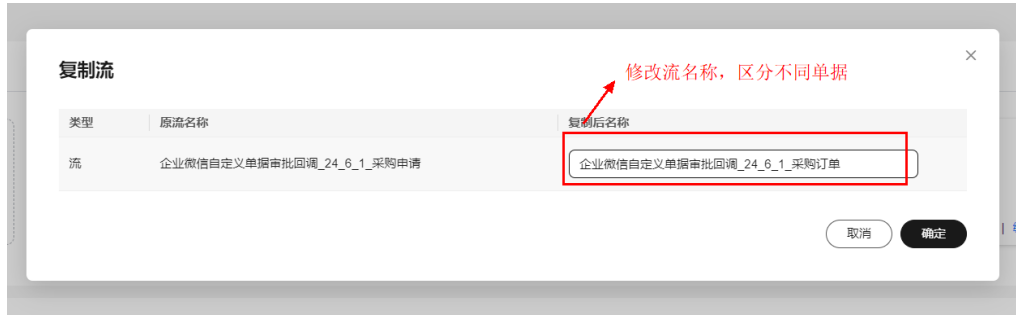 复制流
修改流名称，区分不同单据
类型
原流名称
复制后名称
流
企业微信自定义单据审批回调_24_6_1_采购申请
企业微信自定义单据审批回调_24_6_1_采购订单
取消
确定